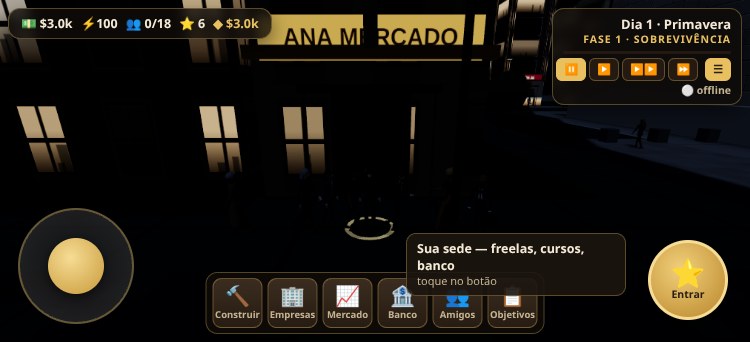 $3.0k 100 0/18 6 $3.0k
ANA MERCADO
Dia 1 · Primavera
FASE 1 · SOBREVIVÊNCIA
offline
Sua sede — freelas, cursos,
banco
toque no botão
Entrar
Construir Empresas Mercado Banco Amigos Objetivos